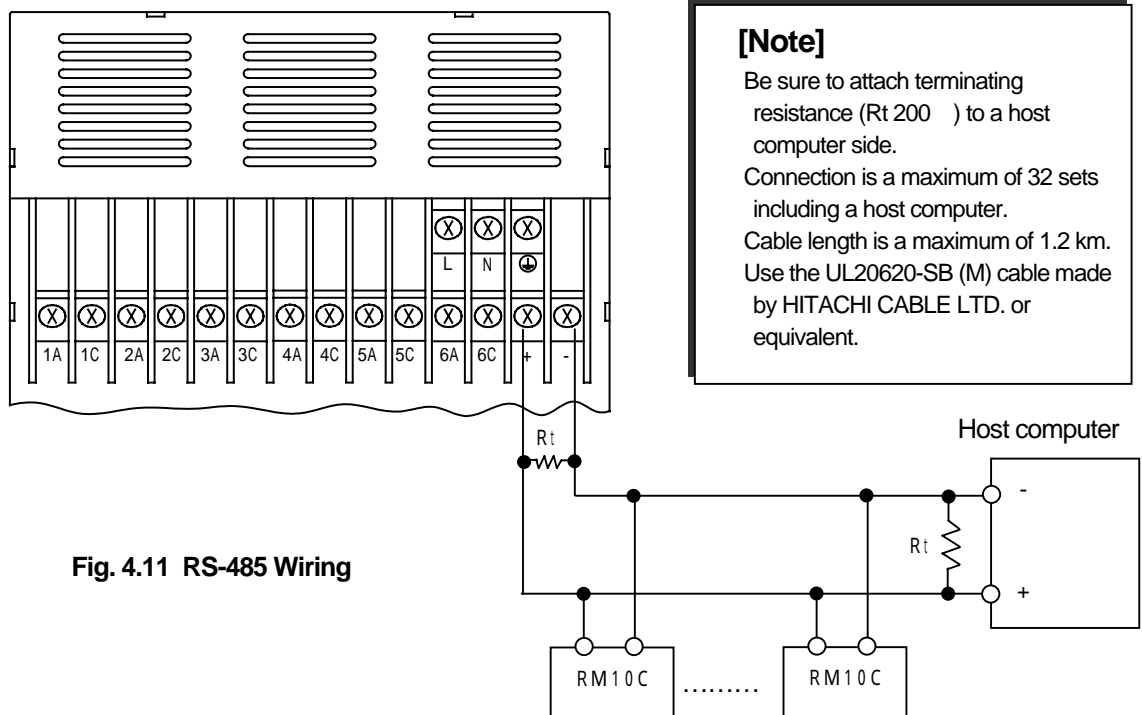 [Note]
Be sure to attach terminating
resistance (Rt 200 ) to a host
computer side.
Connection is a maximum of 32 sets
including a host computer.
Cable length is a maximum of 1.2 km.
Use the UL20620-SB (M) cable made
by HITACHI CABLE LTD. or
equivalent.
L N
1A 1C 2A 2C 3A 3C 4A 4C 5A 5C 6A 6C + -
Rt
Host computer
-
Rt
+
Fig. 4.11 RS-485 Wiring
RM10C ......... RM10C